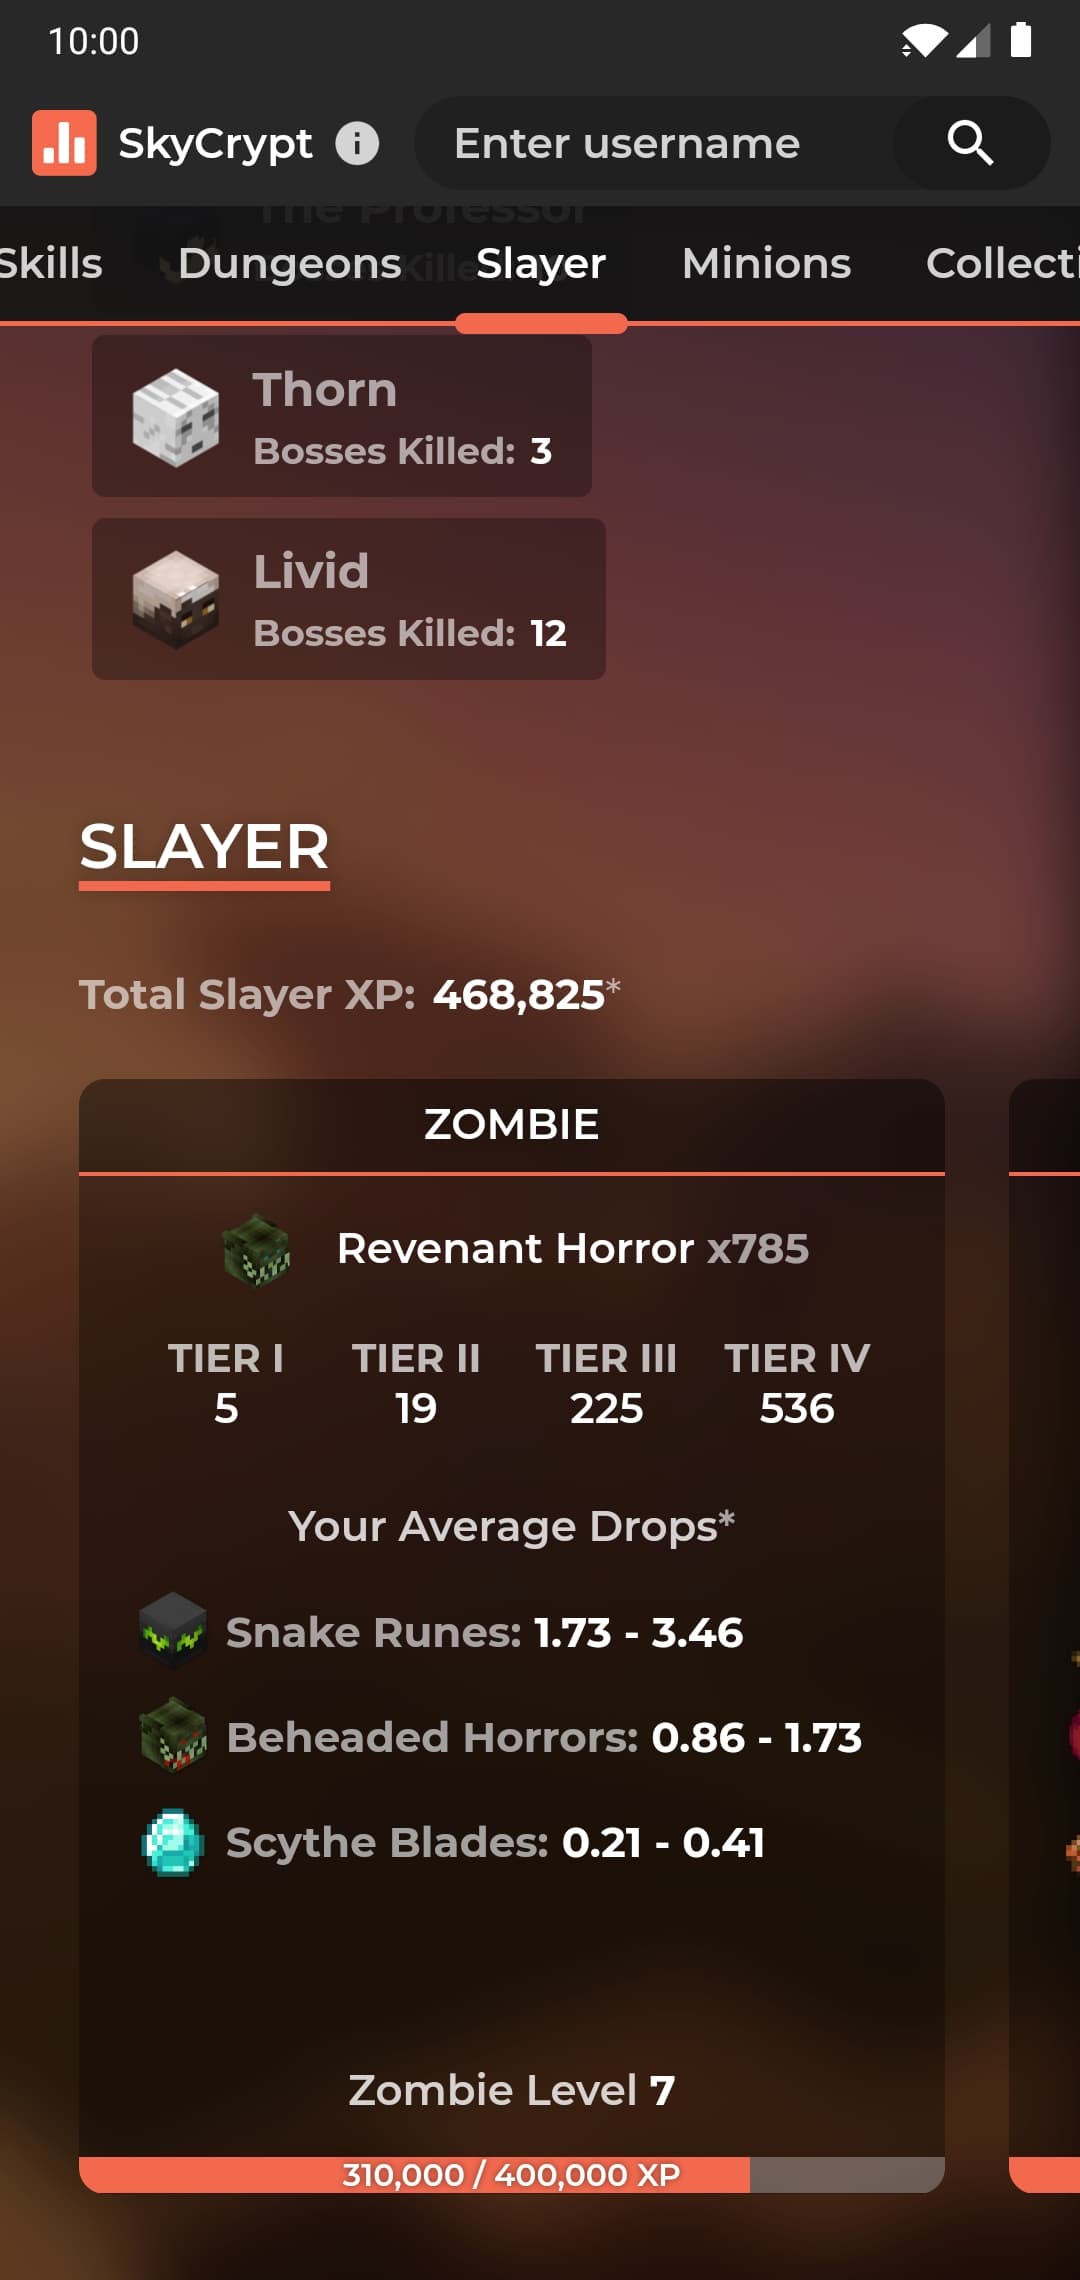 10:00
SkyCrypt i Enter username
The Professor
Skills Dungeons Slayer Minions Collecti
Thorn
Bosses Killed: 3
Livid
Bosses Killed: 12
SLAYER
Total Slayer XP: 468,825*
ZOMBIE
Revenant Horror x785
TIER I TIER II TIER III TIER IV
5 19 225 536
Your Average Drops*
Snake Runes: 1.73 - 3.46
Beheaded Horrors: 0.86 - 1.73
Scythe Blades: 0.21 - 0.41
Zombie Level 7
310,000 / 400,000 XP